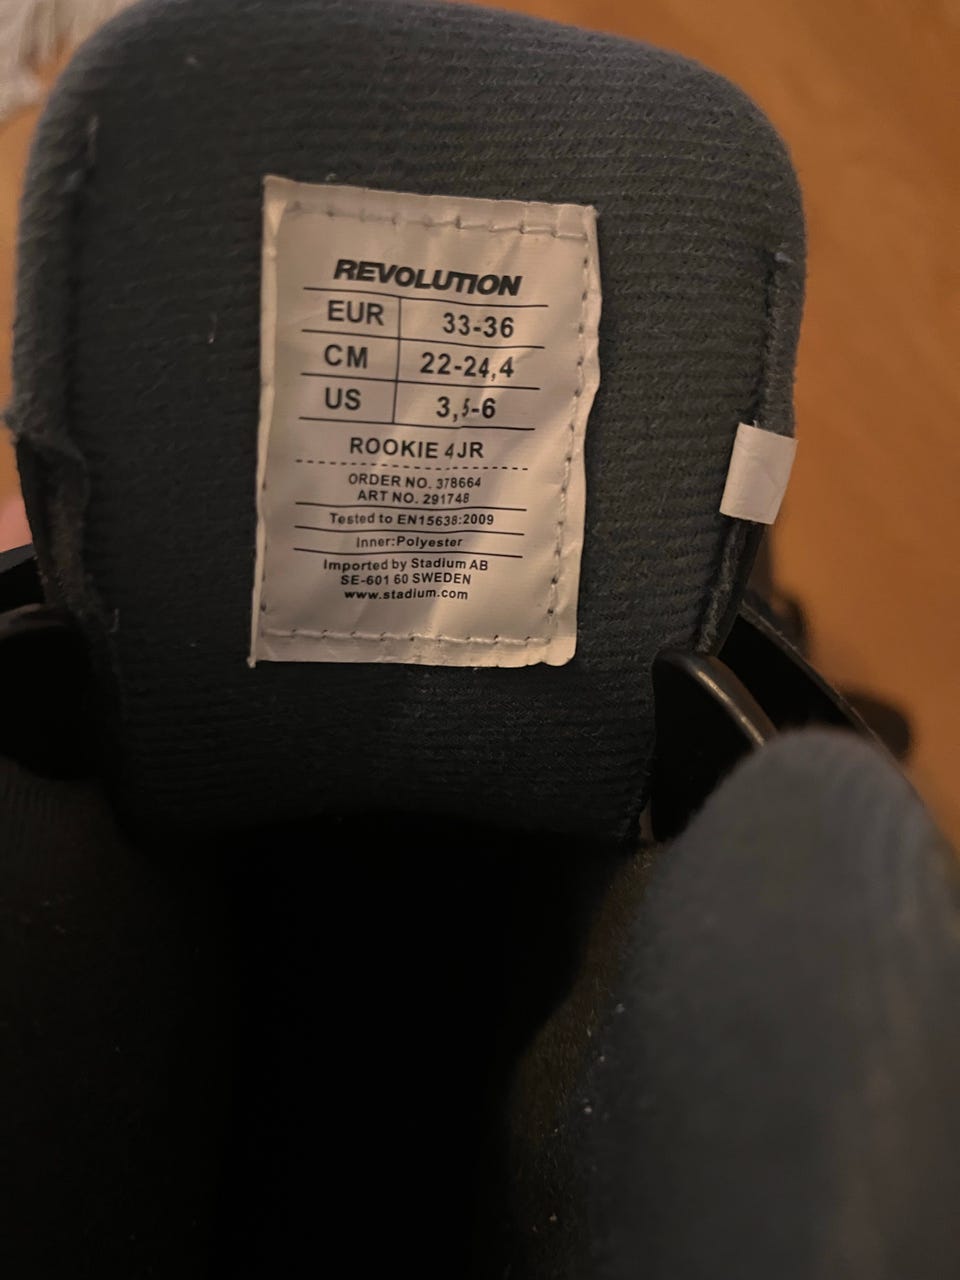 REVOLUTION
EUR 33-36
CM 22-24,4
US 3,5-6
ROOKIE 4JR
ORDER NO. 378664
ART NO. 291748
Tested to EN15638:2009
Inner:Polyester
Imported by Stadium AB
SE-601 60 SWEDEN
www.stadium.com